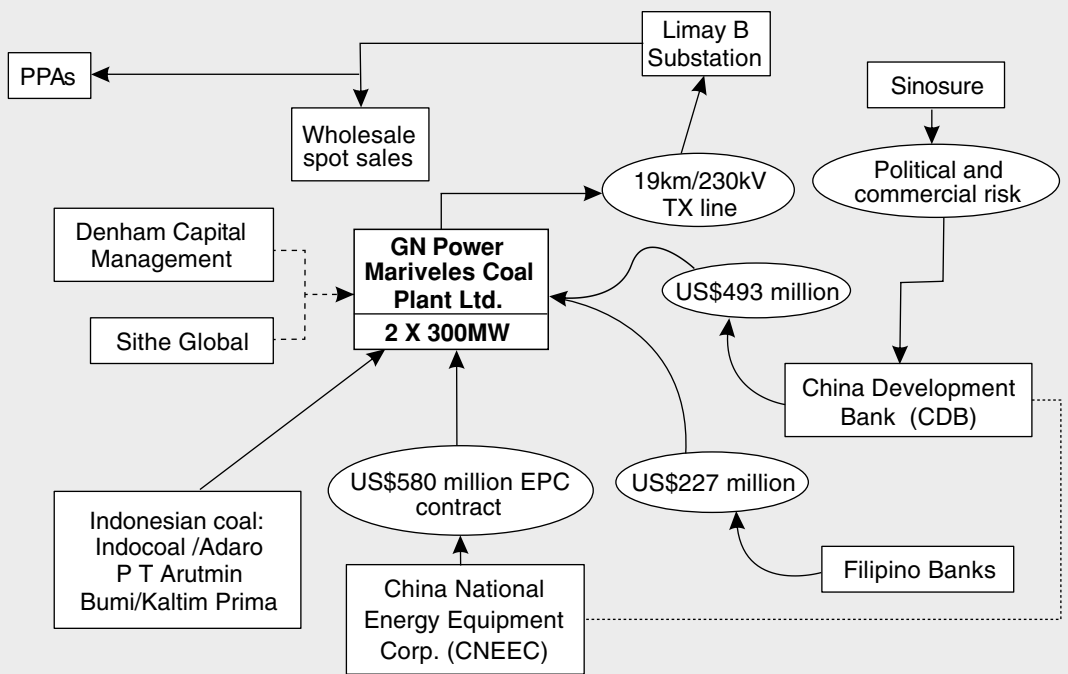 Limay B
Substation
PPAs
Sinosure
Wholesale
spot sales
19km/230kV
TX line
Political and
commercial risk
Denham Capital
Management
GN Power
Mariveles Coal
Plant Ltd.
2 X 300MW
US$493 million
Sithe Global
China Development
Bank (CDB)
US$580 million EPC
contract
US$227 million
Indonesian coal:
Indocoal /Adaro
P T Arutmin
Bumi/Kaltim Prima
Filipino Banks
China National
Energy Equipment
Corp. (CNEEC)